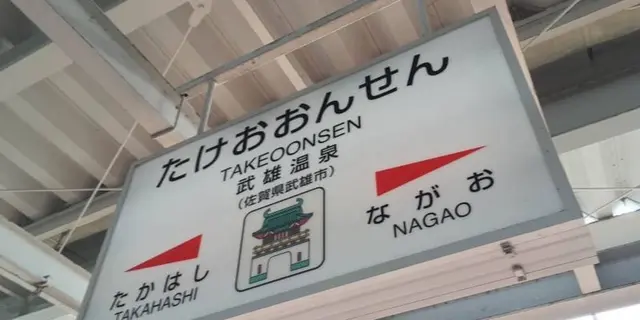 たけおおんせん
TAKEOONSEN
武雄温泉
(佐賀県武雄市)
たかはし
TAKAHASHI
ながお
NAGAO